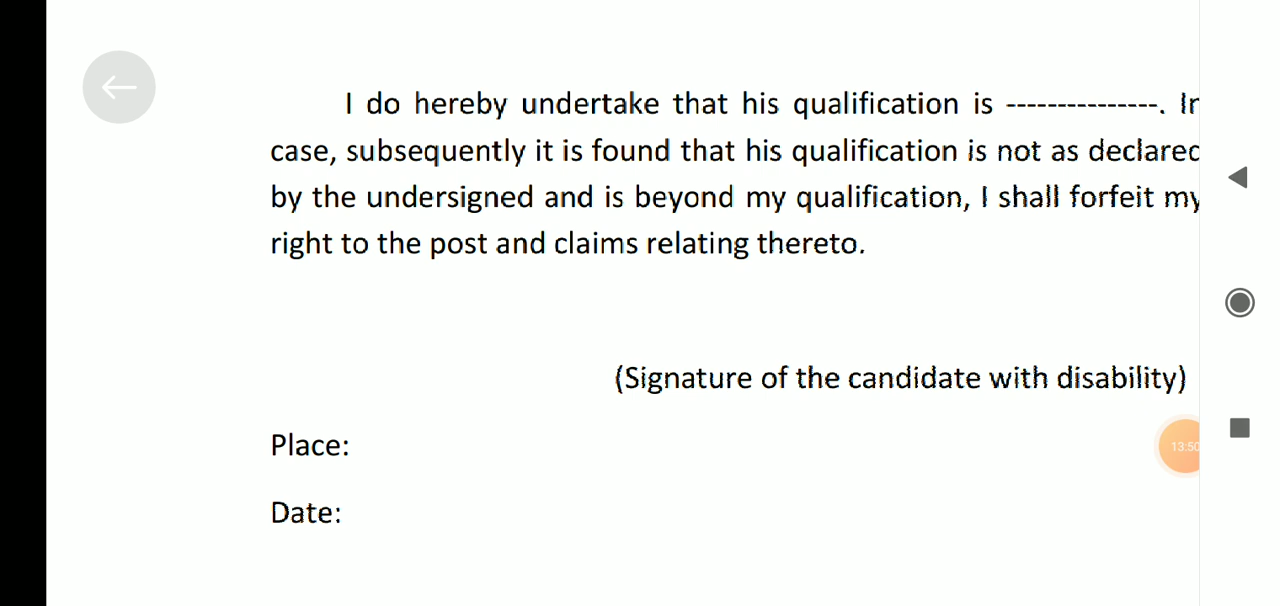 I do hereby undertake that his qualification is ---------------. In
case, subsequently it is found that his qualification is not as declared
by the undersigned and is beyond my qualification, I shall forfeit my
right to the post and claims relating thereto.
(Signature of the candidate with disability)
Place:
13:50
Date: